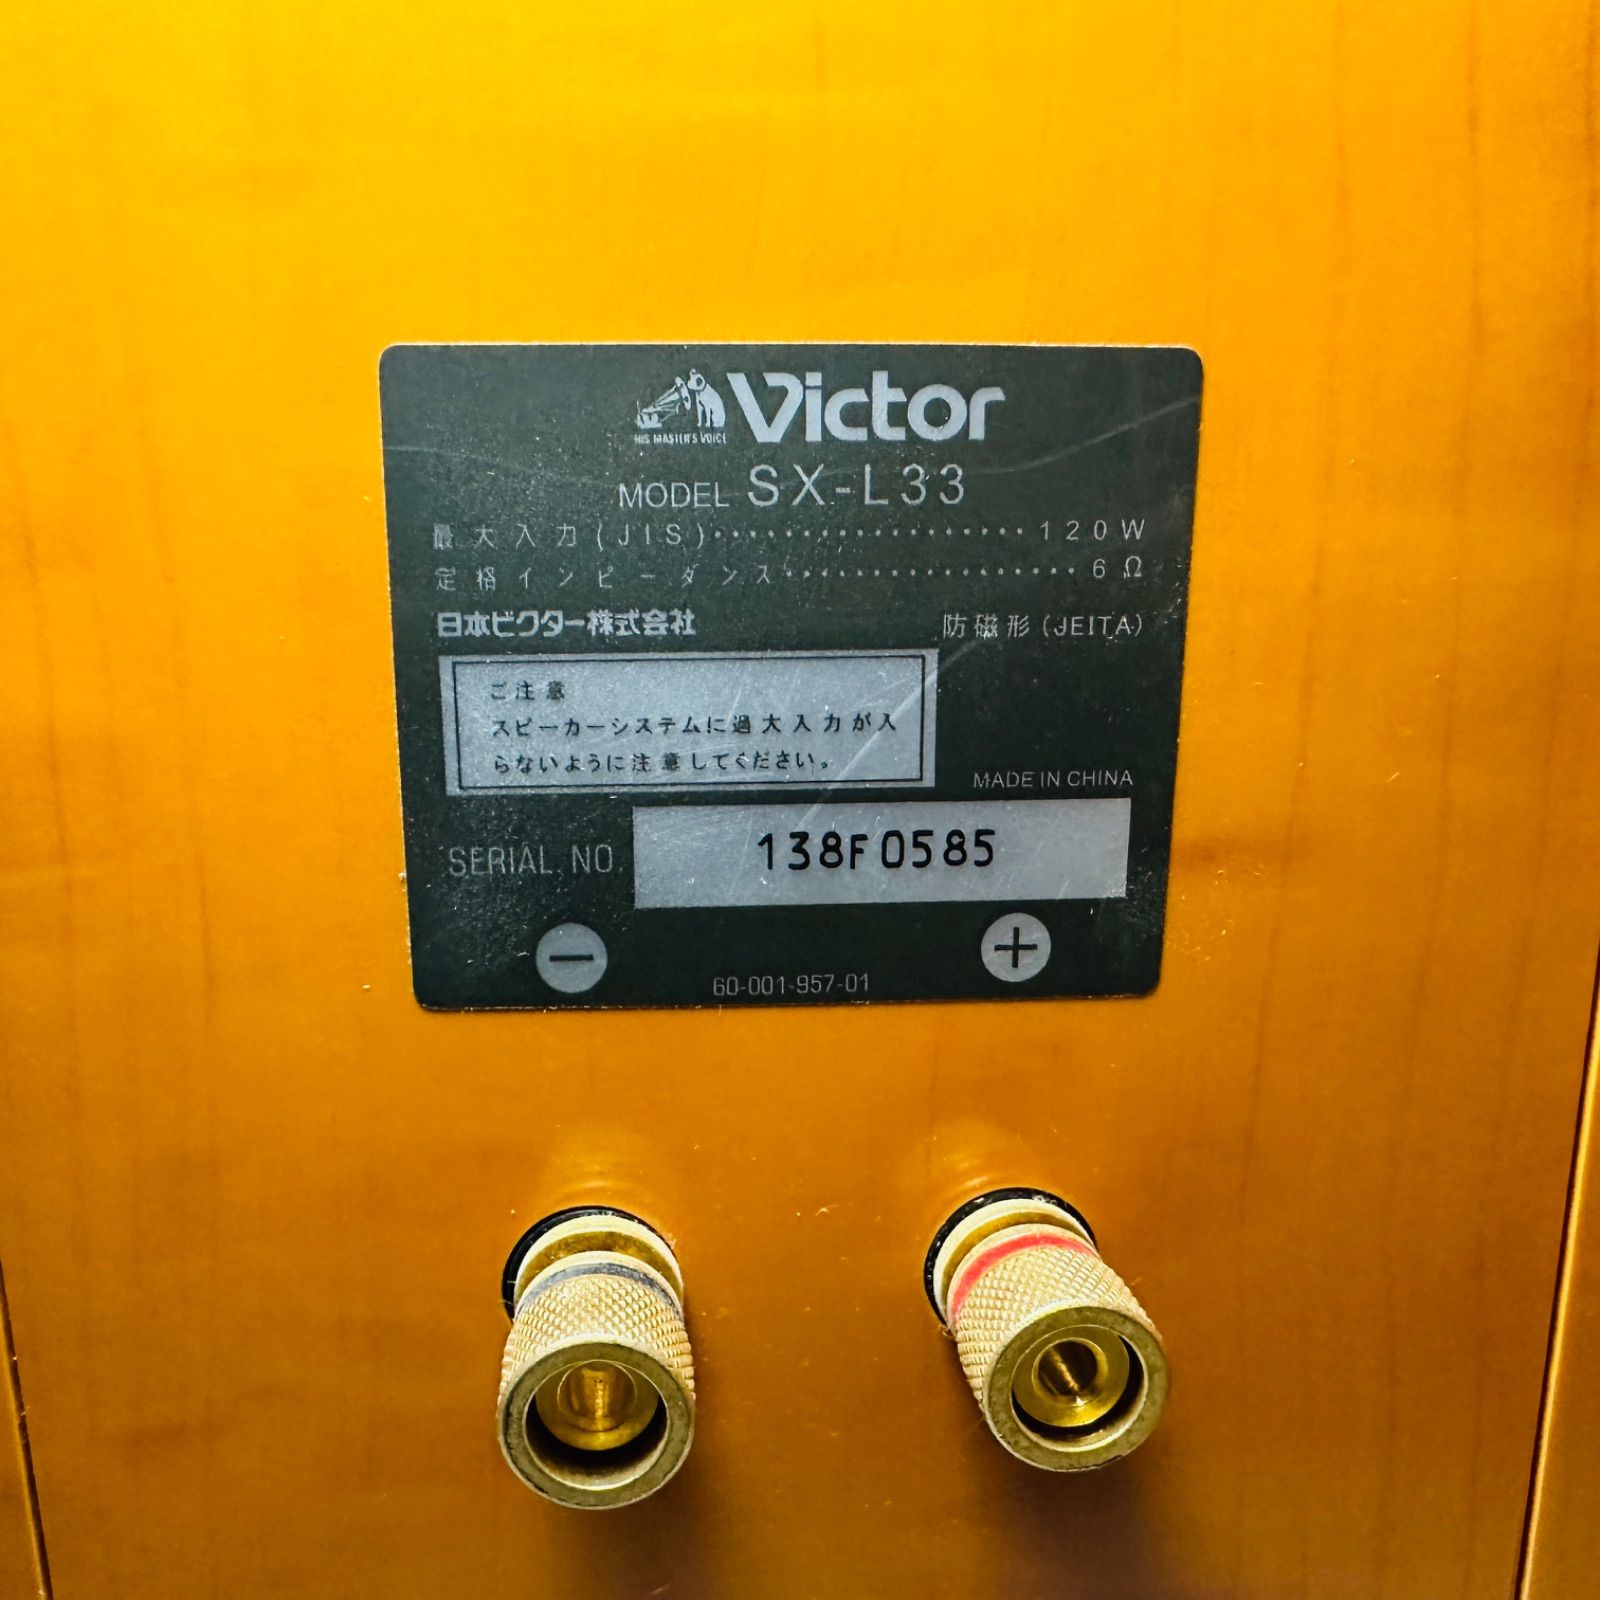 HIS MASTER'S VOICE
Victor
MODEL SX-L33
最大入力(JIS)・・・・・・・・・・・・・・・・・・・120W
定格インピーダンス・・・・・・・・・・・・・・・・・6Ω
日本ビクター株式会社 防磁形(JEITA)
ご注意
スピーカーシステムに過大入力が入
らないように注意してください。
MADE IN CHINA
SERIAL NO. 138F0585
− +
60-001-957-01